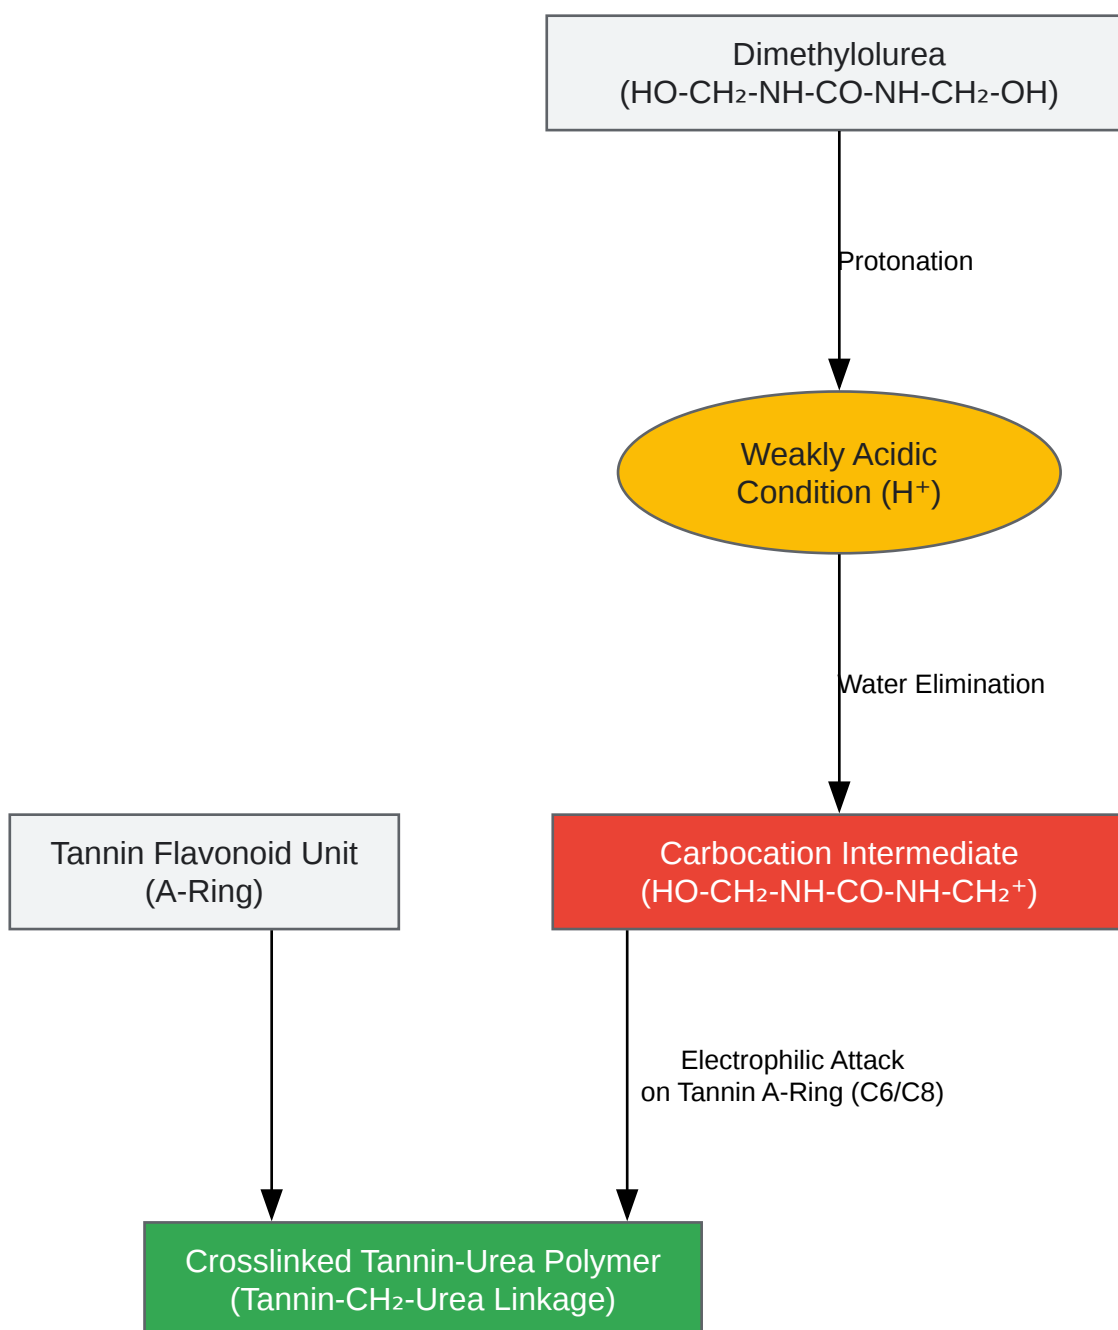 Dimethylolurea
(HO-CH₂-NH-CO-NH-CH₂-OH)
Protonation
Weakly Acidic
Condition (H⁺)
Water Elimination
Tannin Flavonoid Unit
(A-Ring)
Carbocation Intermediate
(HO-CH₂-NH-CO-NH-CH₂⁺)
Electrophilic Attack
on Tannin A-Ring (C6/C8)
Crosslinked Tannin-Urea Polymer
(Tannin-CH₂-Urea Linkage)